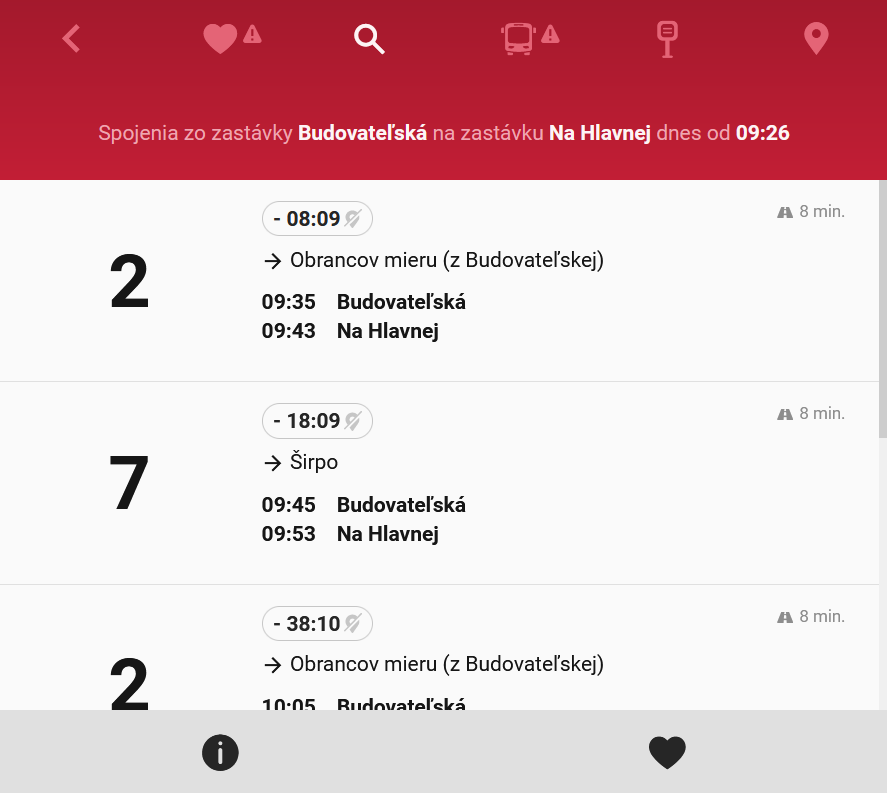 Spojenia zo zastávky Budovateľská na zastávku Na Hlavnej dnes od 09:26
- 08:09
8 min.
2
Obrancov mieru (z Budovateľskej)
09:35 Budovateľská
09:43 Na Hlavnej
- 18:09
8 min.
7
Širpo
09:45 Budovateľská
09:53 Na Hlavnej
- 38:10
8 min.
2
Obrancov mieru (z Budovateľskej)
10:05 Budovateľská